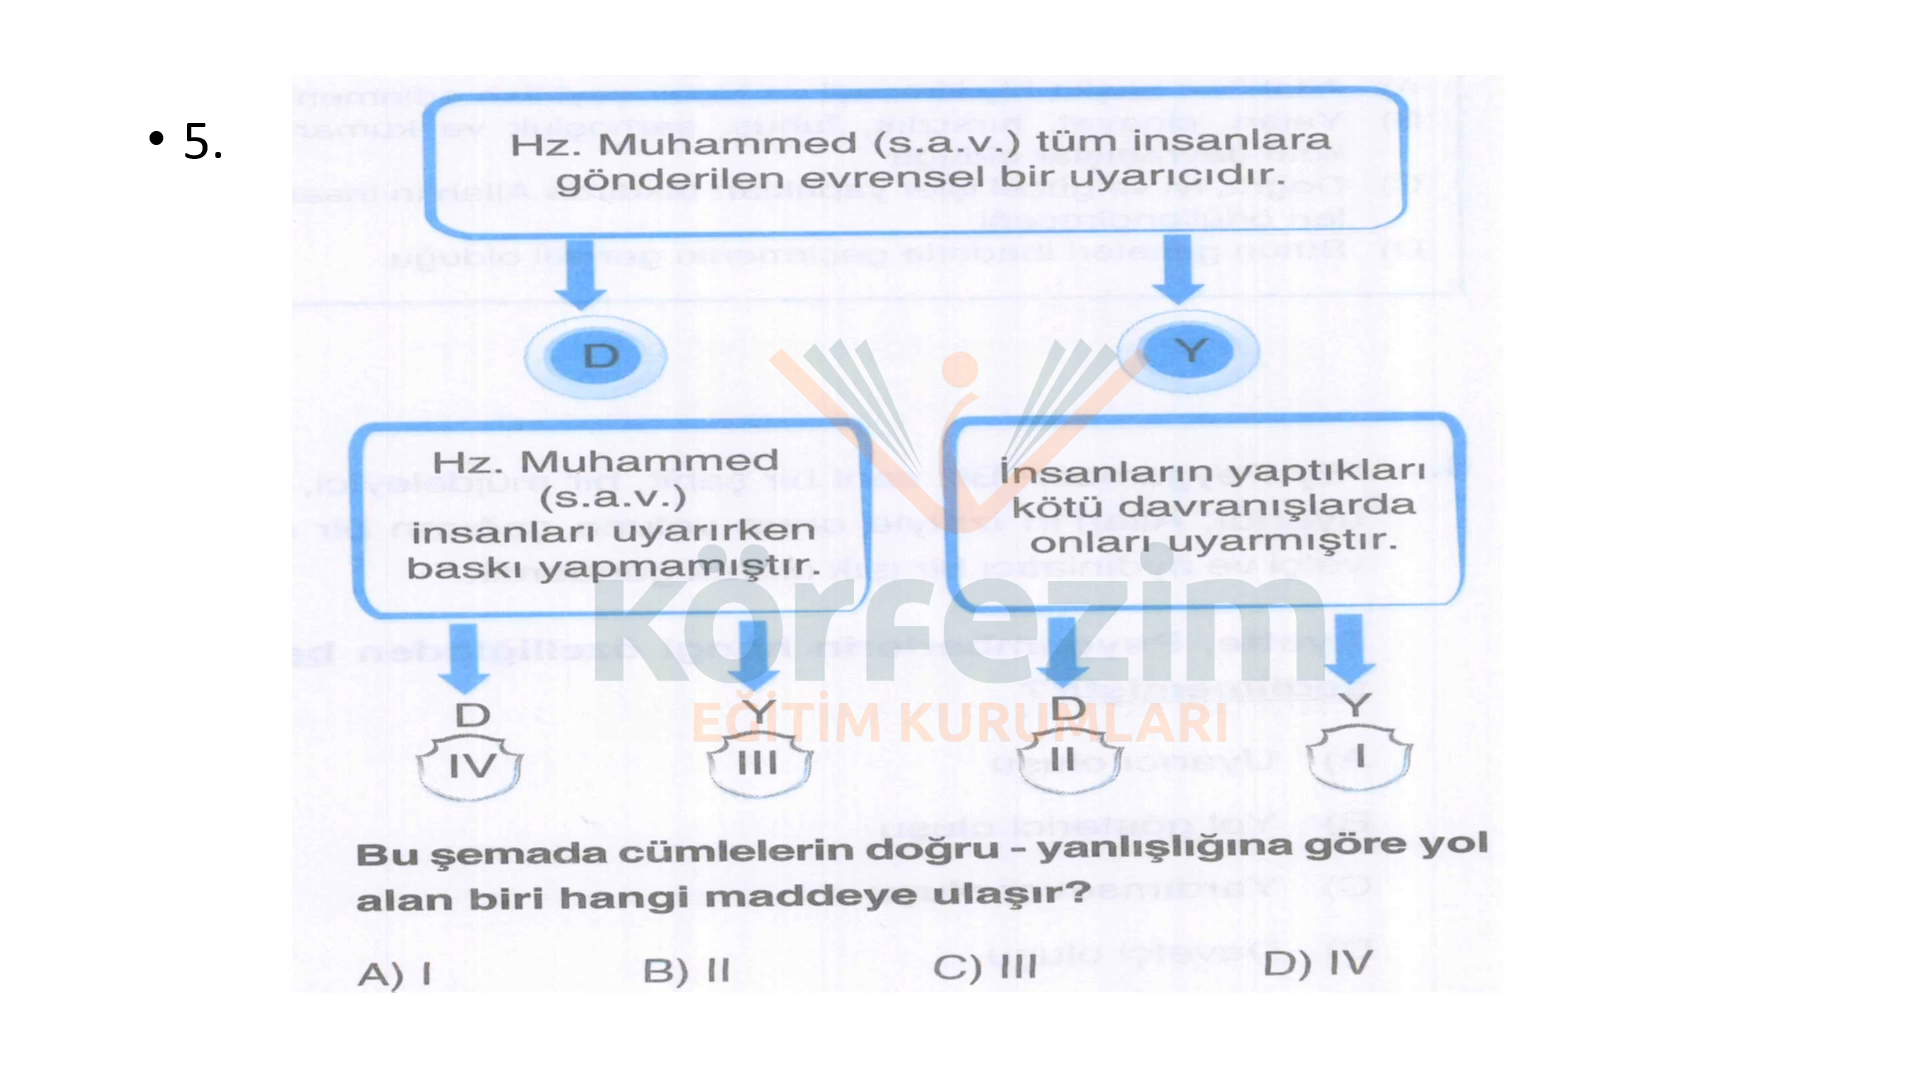 • 5.
Hz. Muhammed (s.a.v.) tüm insanlara
gönderilen evrensel bir uyarıcıdır.
D
Y
Hz. Muhammed
(s.a.v.)
insanlar uyarırken
baskı yapmamıştır.
İnsanların yaptıkları
kötü davranışlarda
onları uyarmıştır.
körfezim
EĞİTİM KURUMLARI
D
Y
D
Y
IV
III
II
I
Bu şemada cümlelerin doğru - yanlışlığına göre yol
alan biri hangi maddeye ulaşır?
A) I
B) II
C) III
D) IV